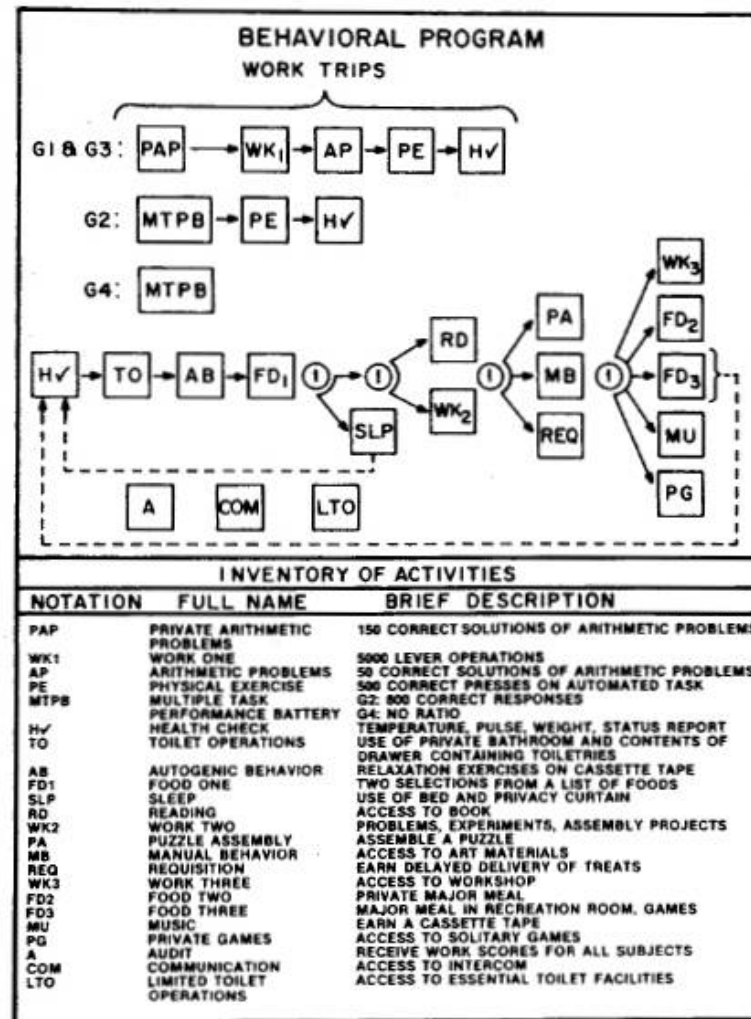 BEHAVIORAL PROGRAM
WORK TRIPS
G1 & G3: PAP WK1 AP PE H✓
G2: MTPB PE H✓
G4: MTPB
WK3
FD2
PA
RD
H✓ TO AB FD1 1 1 1 MB 1 FD3
WK2
SLP REQ MU
PG
A COM LTO
INVENTORY OF ACTIVITIES
NOTATION FULL NAME BRIEF DESCRIPTION
PAP PRIVATE ARITHMETIC PROBLEMS 150 CORRECT SOLUTIONS OF ARITHMETIC PROBLEMS
WK1 WORK ONE 5000 LEVER OPERATIONS
AP ARITHMETIC PROBLEMS 50 CORRECT SOLUTIONS OF ARITHMETIC PROBLEMS
PE PHYSICAL EXERCISE 500 CORRECT PRESSES ON AUTOMATED TASK
MTPB MULTIPLE TASK G2: 800 CORRECT RESPONSES
PERFORMANCE BATTERY G4: NO RATIO
H✓ HEALTH CHECK TEMPERATURE, PULSE, WEIGHT, STATUS REPORT
TO TOILET OPERATIONS USE OF PRIVATE BATHROOM AND CONTENTS OF
DRAWER CONTAINING TOILETRIES
AB AUTOGENIC BEHAVIOR RELAXATION EXERCISES ON CASSETTE TAPE
FD1 FOOD ONE TWO SELECTIONS FROM A LIST OF FOODS
SLP SLEEP USE OF BED AND PRIVACY CURTAIN
RD READING ACCESS TO BOOK
WK2 WORK TWO PROBLEMS, EXPERIMENTS, ASSEMBLY PROJECTS
PA PUZZLE ASSEMBLY ASSEMBLE A PUZZLE
MB MANUAL BEHAVIOR ACCESS TO ART MATERIALS
REQ REQUISITION EARN DELAYED DELIVERY OF TREATS
WK3 WORK THREE ACCESS TO WORKSHOP
FD2 FOOD TWO PRIVATE MAJOR MEAL
FD3 FOOD THREE MAJOR MEAL IN RECREATION ROOM, GAMES
MU MUSIC EARN A CASSETTE TAPE
PG PRIVATE GAMES ACCESS TO SOLITARY GAMES
A AUDIT RECEIVE WORK SCORES FOR ALL SUBJECTS
COM COMMUNICATION ACCESS TO INTERCOM
LTO LIMITED TOILET ACCESS TO ESSENTIAL TOILET FACILITIES
OPERATIONS